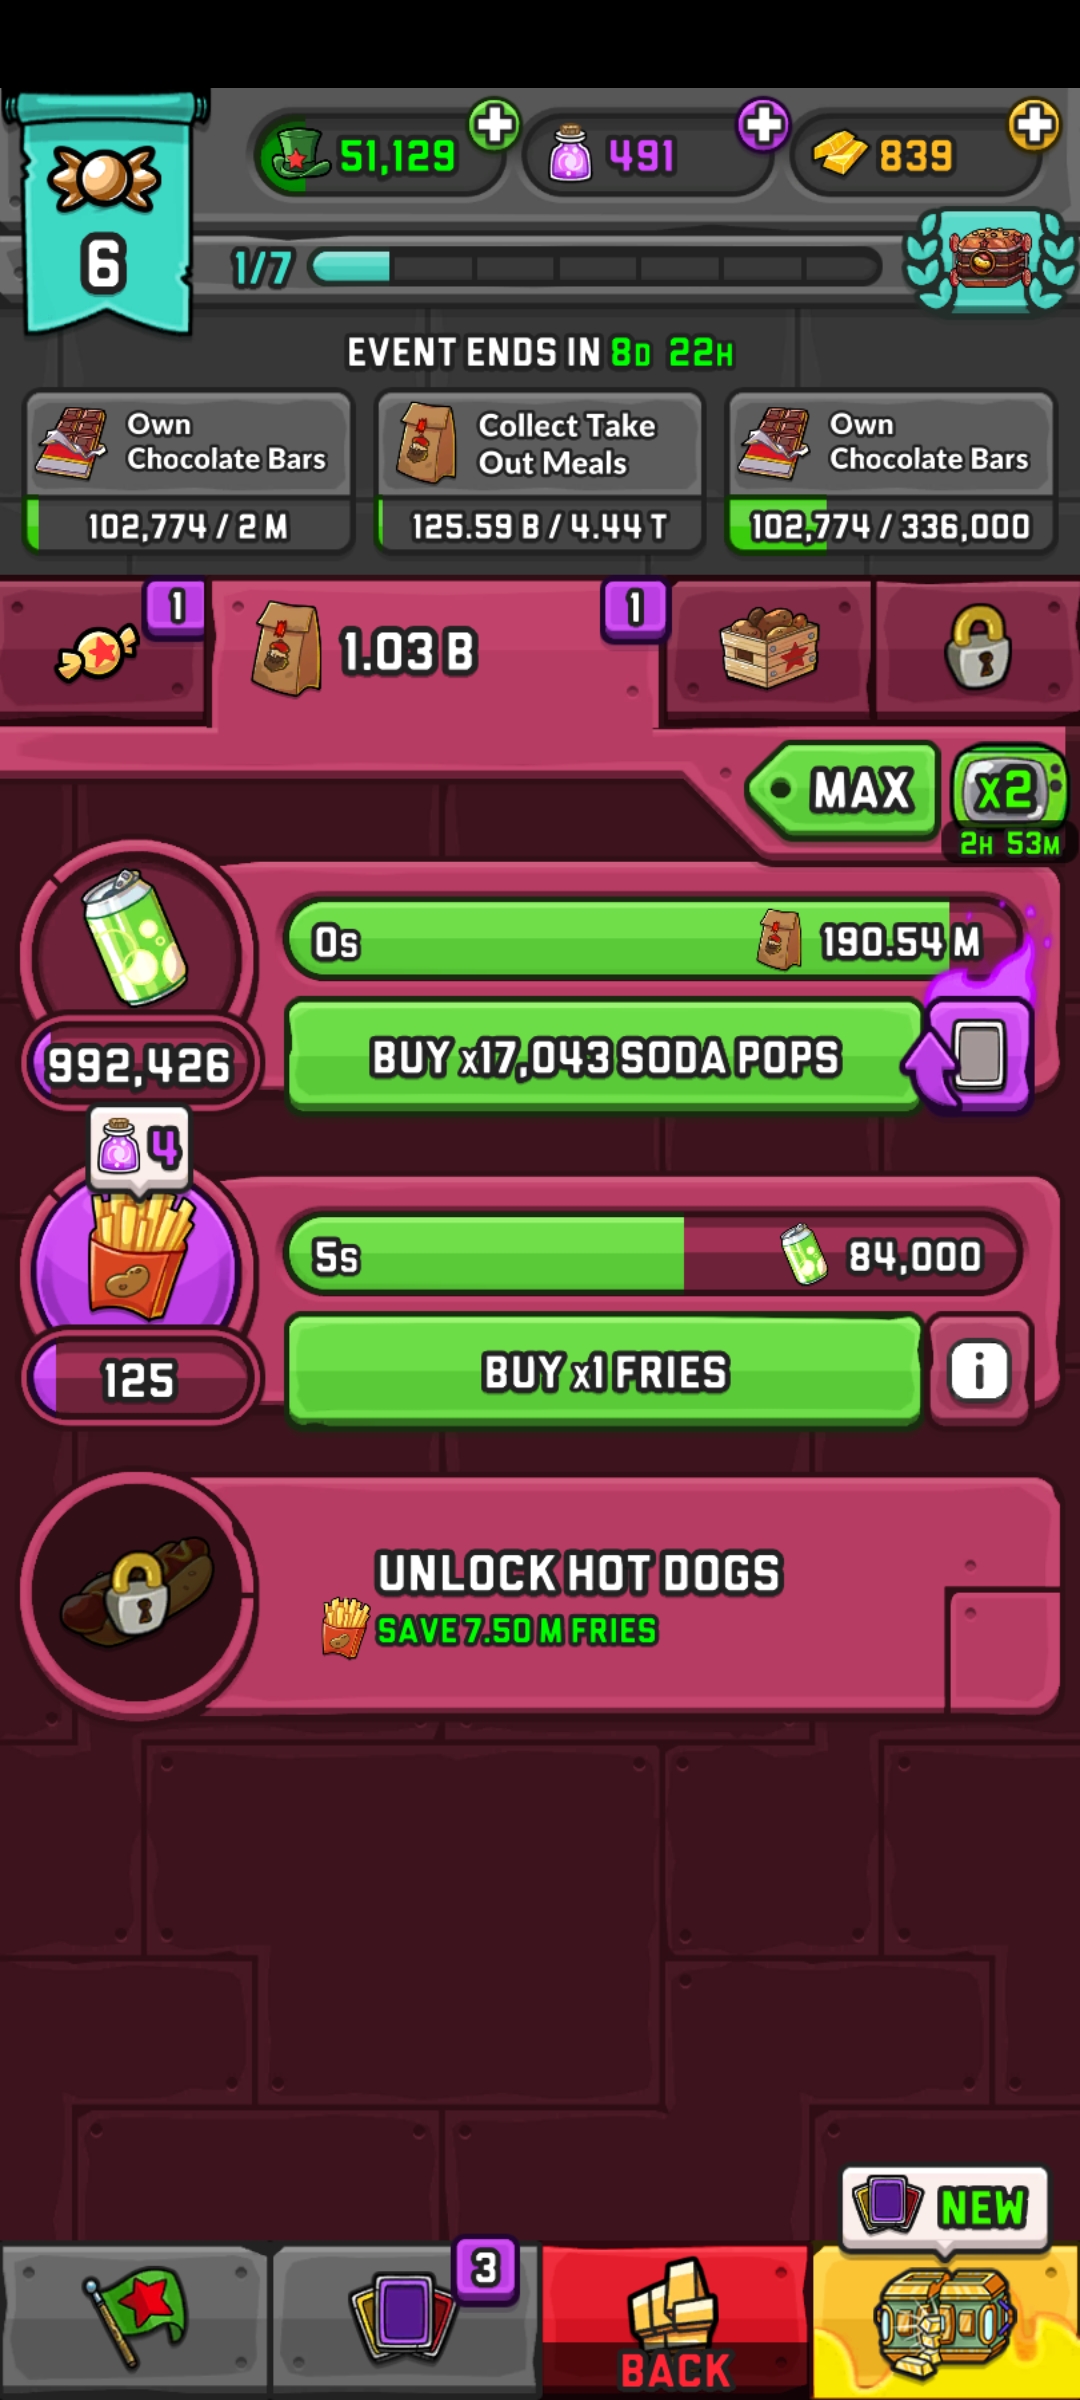 51,129
491
839
6
1/7
EVENT ENDS IN 8D 22H
Own
Chocolate Bars
102,774 / 2 M
Collect Take
Out Meals
125.59 B / 4.44 T
Own
Chocolate Bars
102,774 / 336,000
1
1.03 B
1
MAX
x2
2H 53M
0s
190.54 M
992,426
BUY x17,043 SODA POPS
4
5s
84,000
125
BUY x1 FRIES
i
UNLOCK HOT DOGS
SAVE 7.50 M FRIES
NEW
3
BACK